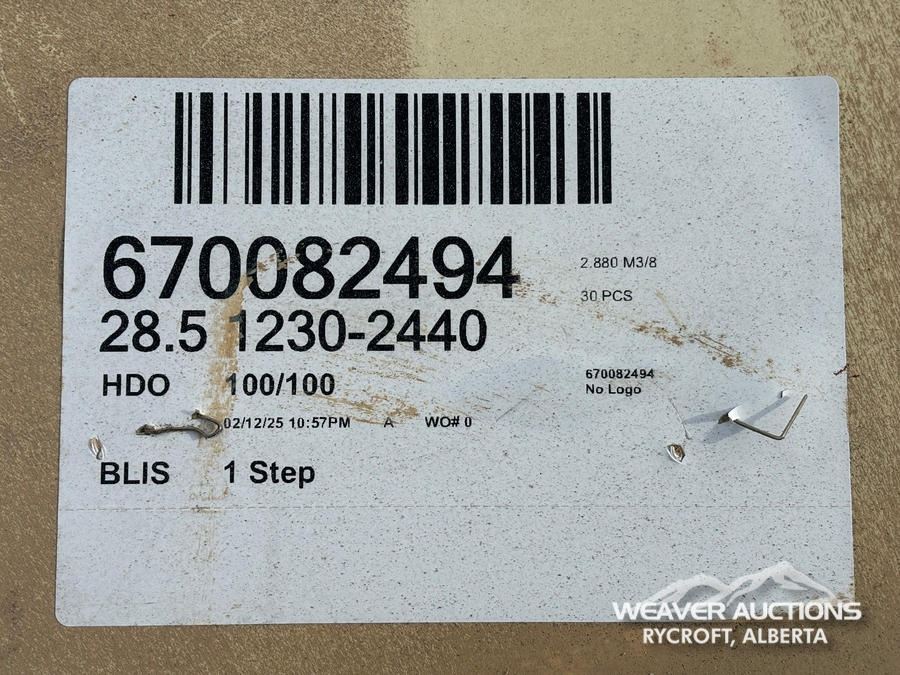 670082494
2.880 M3/8
30 PCS
28.5 1230-2440
HDO 100/100
670082494
No Logo
02/12/25 10:57PM A WO# 0
BLIS 1 Step
WEAVER AUCTIONS
RYCROFT, ALBERTA